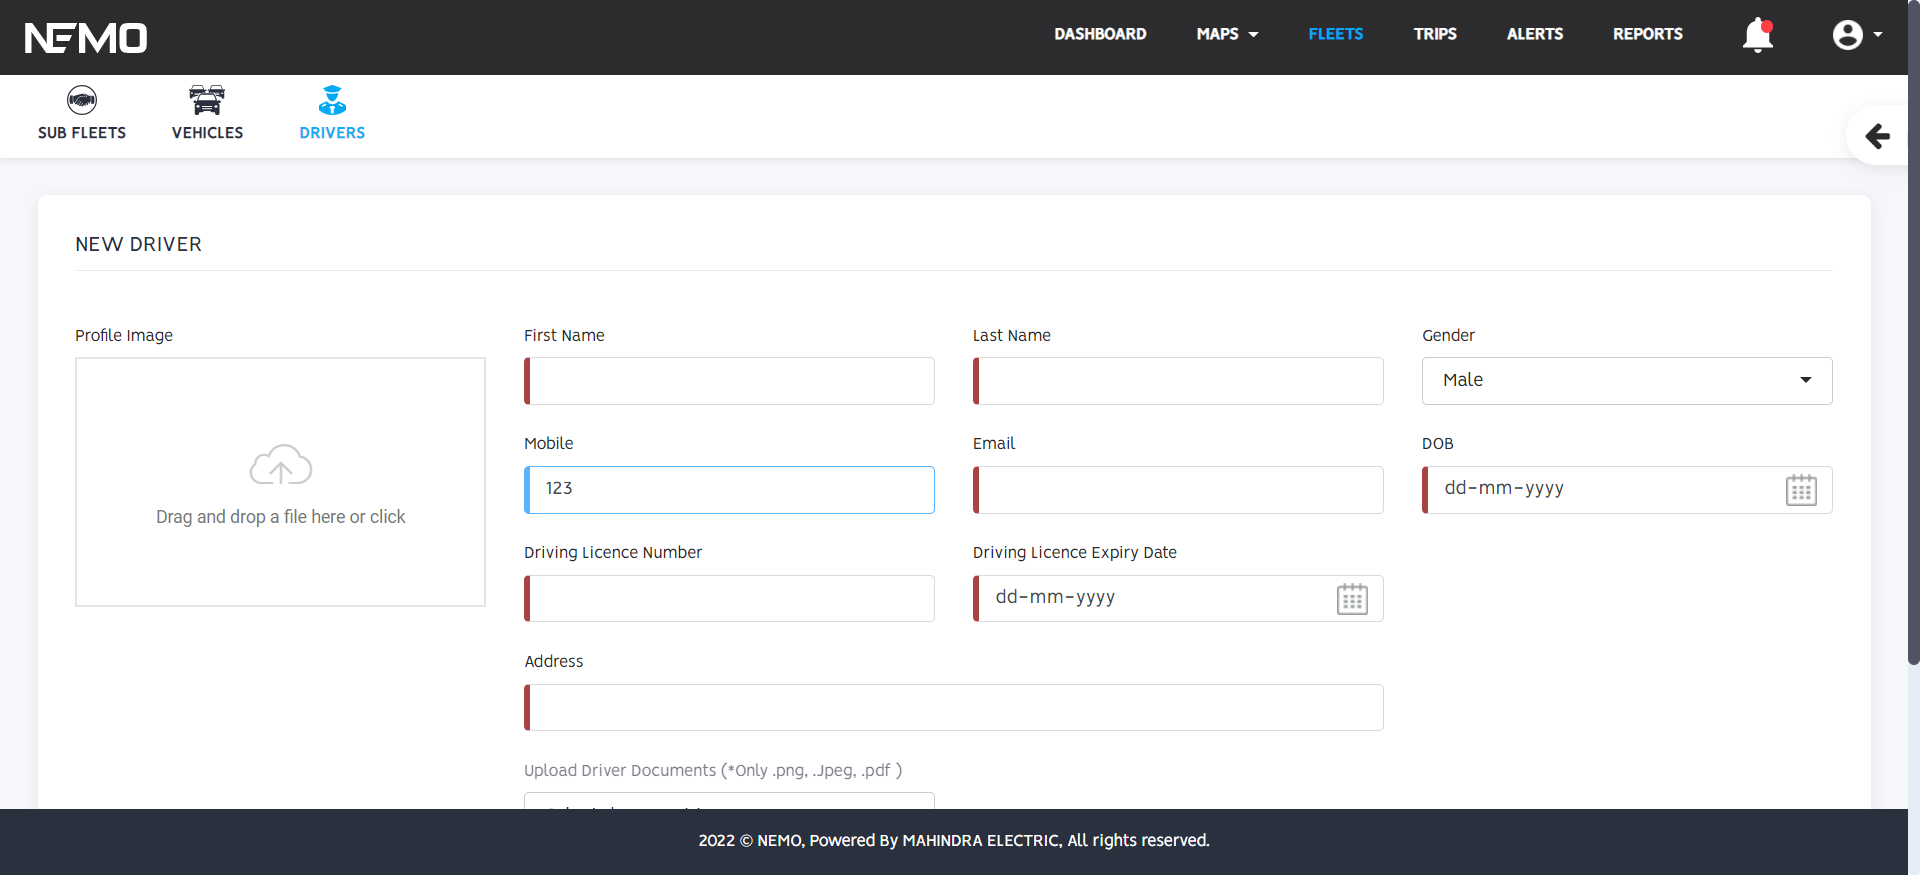 NEMO
DASHBOARD MAPS FLEETS TRIPS ALERTS REPORTS
SUB FLEETS VEHICLES DRIVERS
NEW DRIVER
Profile Image First Name Last Name Gender
Male
Mobile Email DOB
123 dd-mm-yyyy
Drag and drop a file here or click
Driving Licence Number Driving Licence Expiry Date
dd-mm-yyyy
Address
Upload Driver Documents (*Only .png, .Jpeg, .pdf )
2022 © NEMO, Powered By MAHINDRA ELECTRIC, All rights reserved.